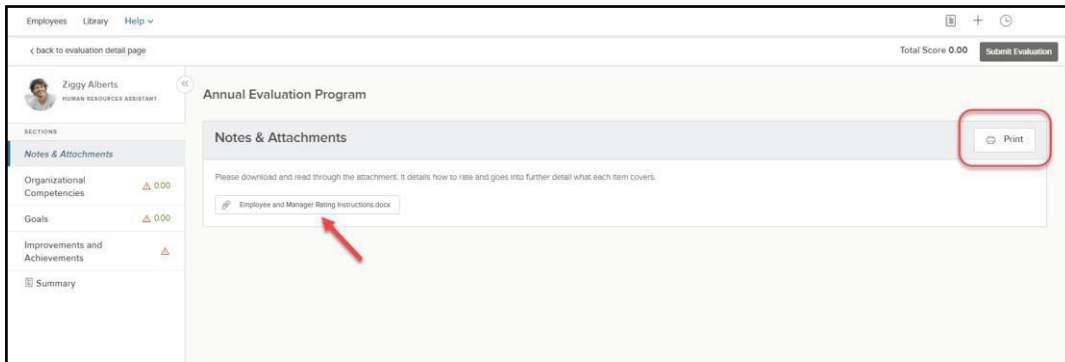 Employees Library Help
back to evaluation detail page
Total Score 0.00 Submit Evaluation
Ziggy Alberts
HUMAN RESOURCES ASSISTANT
Annual Evaluation Program
SECTIONS
Notes & Attachments
Organizational
Competencies
0.00
Goals 0.00
Improvements and
Achievements
Summary
Notes & Attachments
Print
Please download and read through the attachment. It details how to rate and goes into further detail what each item covers.
Employee and Manager Rating Instructions.docx